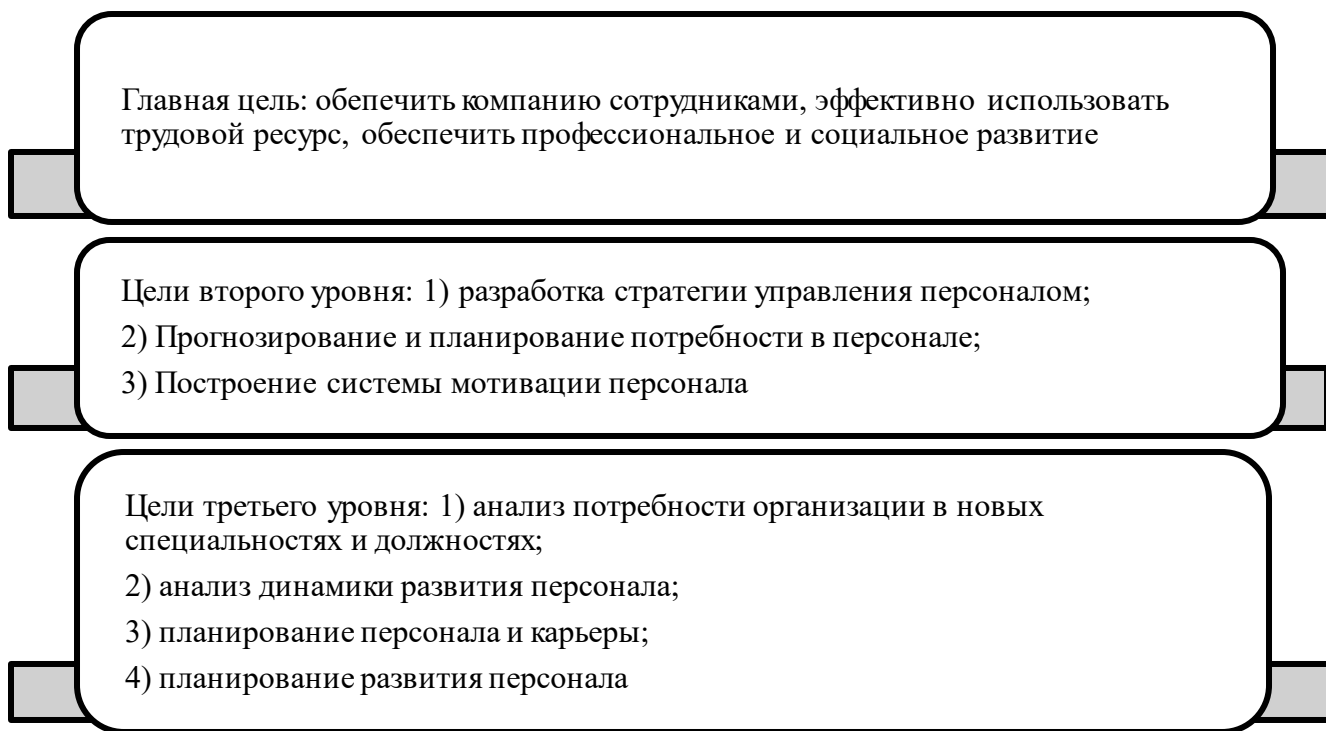 Главная цель: обепечить компанию сотрудниками, эффективно использовать
трудовой ресурс, обеспечить профессиональное и социальное развитие
Цели второго уровня: 1) разработка стратегии управления персоналом;
2) Прогнозирование и планирование потребности в персонале;
3) Построение системы мотивации персонала
Цели третьего уровня: 1) анализ потребности организации в новых
специальностях и должностях;
2) анализ динамики развития персонала;
3) планирование персонала и карьеры;
4) планирование развития персонала